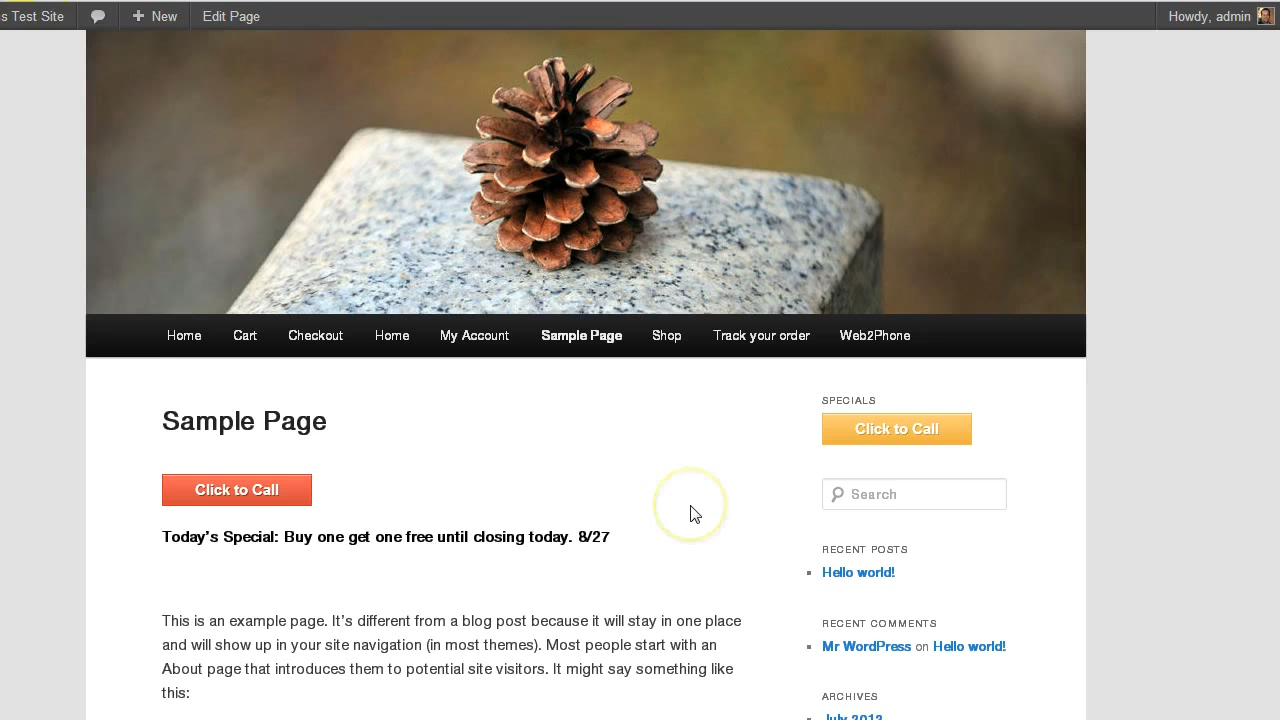 s Test Site New Edit Page Howdy, admin
Home Cart Checkout Home My Account Sample Page Shop Track your order Web2Phone
Sample Page
Click to Call
Today's Special: Buy one get one free until closing today. 8/27
This is an example page. It's different from a blog post because it will stay in one place
and will show up in your site navigation (in most themes). Most people start with an
About page that introduces them to potential site visitors. It might say something like
this:
SPECIALS
Click to Call
Search
RECENT POSTS
Hello world!
RECENT COMMENTS
Mr WordPress on Hello world!
ARCHIVES
July 2012